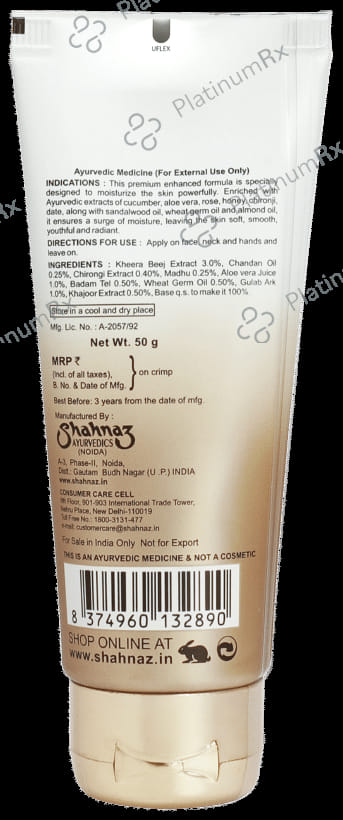 UFLEX
PlatinumRx
Ayurvedic Medicine (For External Use Only)
INDICATIONS : This premium enhanced formula is specially
designed to moisturize the skin powerfully. Enriched with
Ayurvedic extracts of cucumber, aloe vera, rose, honey, chironji,
date, along with sandalwood oil, wheat germ oil and almond oil,
it ensures a surge of moisture, leaving the skin soft, smooth,
youthful and radiant.
DIRECTIONS FOR USE : Apply on face, neck and hands and
leave on.
INGREDIENTS : Kheera Beej Extract 3.0%, Chandan Oil
0.25%, Chirongi Extract 0.40%, Madhu 0.25%, Aloe vera Juice
1.0%, Badam Tel 0.50%, Wheat Germ Oil 0.50%, Gulab Ark
1.0%, Khajoor Extract 0.50%, Base q.s. to make it 100%
Store in a cool and dry place
Mfg. Lic. No. : A-2057/92
Net Wt. 50 g
MRP ₹
(Incl. of all taxes),
B. No. & Date of Mfg.
on crimp
Best Before: 3 years from the date of mfg.
Manufactured By :
Shahnaz
AYURVEDICS
(NOIDA)
A-3, Phase-II, Noida,
Dist.: Gautam Budh Nagar (U .P.) INDIA
www.shahnaz.in
CONSUMER CARE CELL
9th Floor, 901-903 International Trade Tower,
Nehru Place, New Delhi-110019
Toll Free No.: 1800-3131-477
e-mail: customercare@shahnaz.in
For Sale in India Only Not for Export
THIS IS AN AYURVEDIC MEDICINE & NOT A COSMETIC
8 374960 132890
SHOP ONLINE AT
www.shahnaz.in